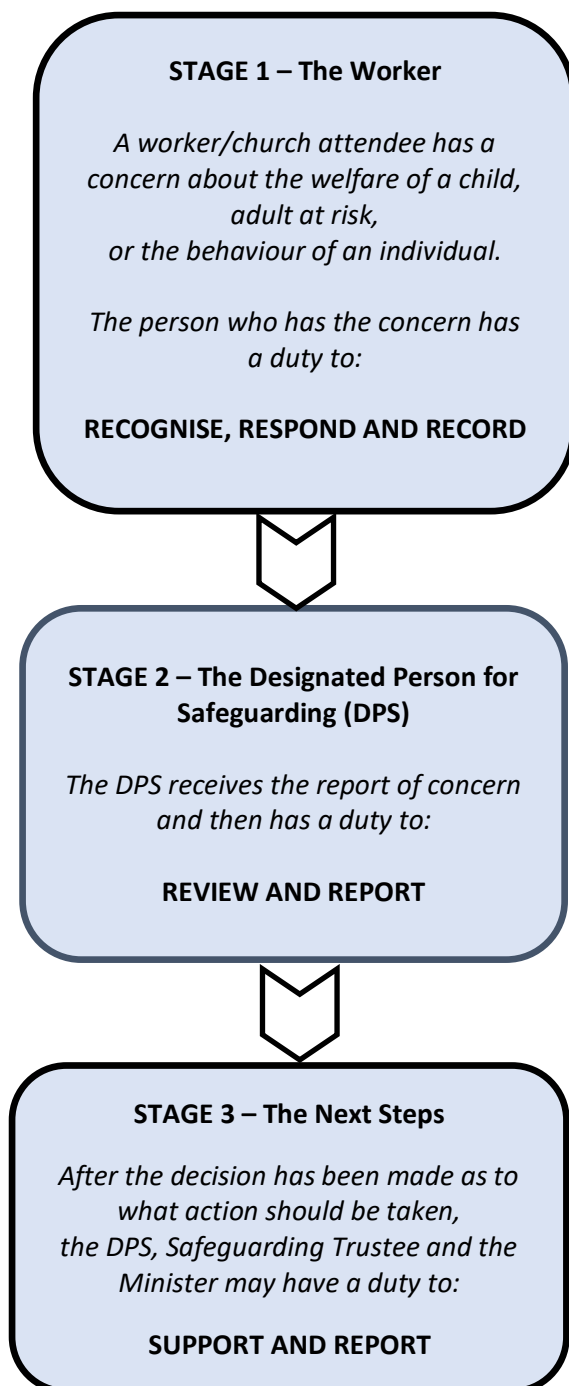 STAGE 1 – The Worker
A worker/church attendee has a
concern about the welfare of a child,
adult at risk,
or the behaviour of an individual.
The person who has the concern has
a duty to:
RECOGNISE, RESPOND AND RECORD
STAGE 2 – The Designated Person for
Safeguarding (DPS)
The DPS receives the report of concern
and then has a duty to:
REVIEW AND REPORT
STAGE 3 – The Next Steps
After the decision has been made as to
what action should be taken,
the DPS, Safeguarding Trustee and the
Minister may have a duty to:
SUPPORT AND REPORT